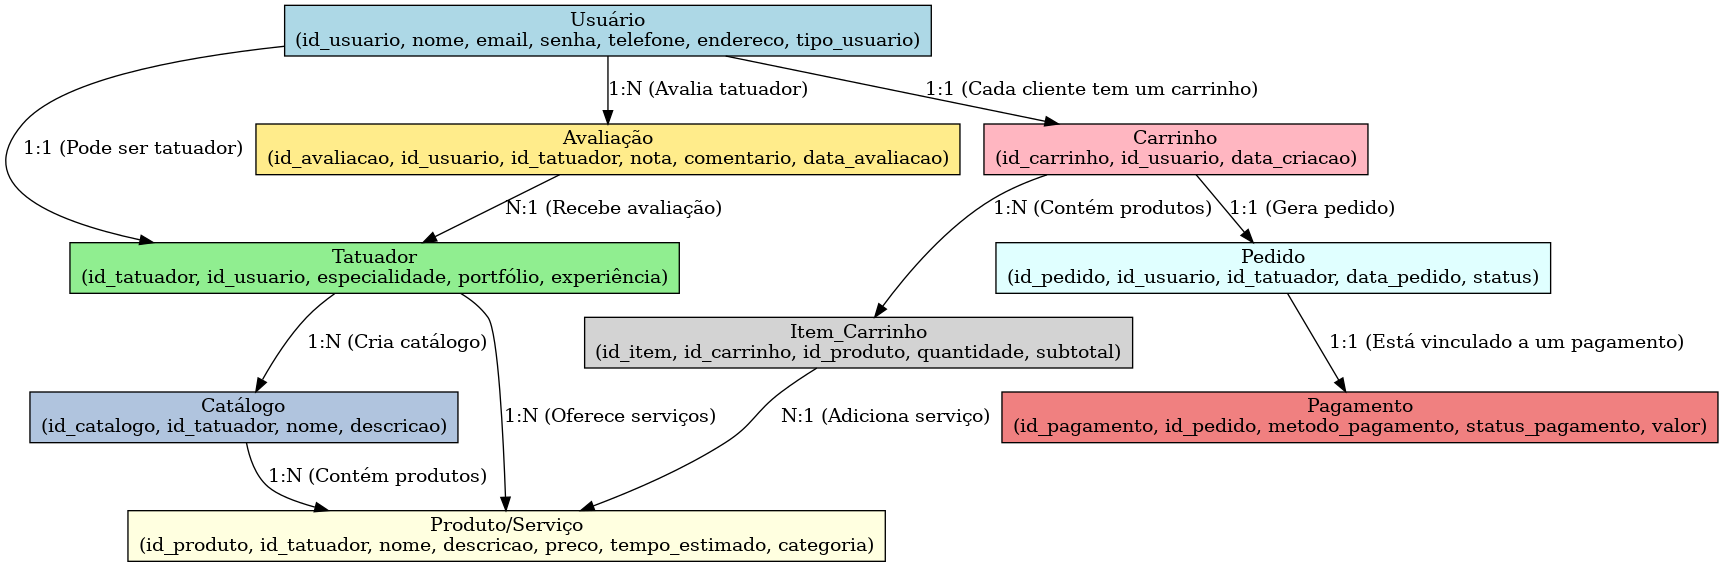 Usuário
(id_usuario, nome, email, senha, telefone, endereco, tipo_usuario)
1:N (Avalia tatuador)
1:1 (Cada cliente tem um carrinho)
1:1 (Pode ser tatuador)
Avaliação
(id_avaliacao, id_usuario, id_tatuador, nota, comentario, data_avaliacao)
Carrinho
(id_carrinho, id_usuario, data_criacao)
N:1 (Recebe avaliação)
1:N (Contém produtos)
1:1 (Gera pedido)
Tatuador
(id_tatuador, id_usuario, especialidade, portfólio, experiência)
Pedido
(id_pedido, id_usuario, id_tatuador, data_pedido, status)
1:N (Cria catálogo)
Item_Carrinho
(id_item, id_carrinho, id_produto, quantidade, subtotal)
1:1 (Está vinculado a um pagamento)
Catálogo
(id_catalogo, id_tatuador, nome, descricao)
1:N (Oferece serviços)
N:1 (Adiciona serviço)
Pagamento
(id_pagamento, id_pedido, metodo_pagamento, status_pagamento, valor)
1:N (Contém produtos)
Produto/Serviço
(id_produto, id_tatuador, nome, descricao, preco, tempo_estimado, categoria)